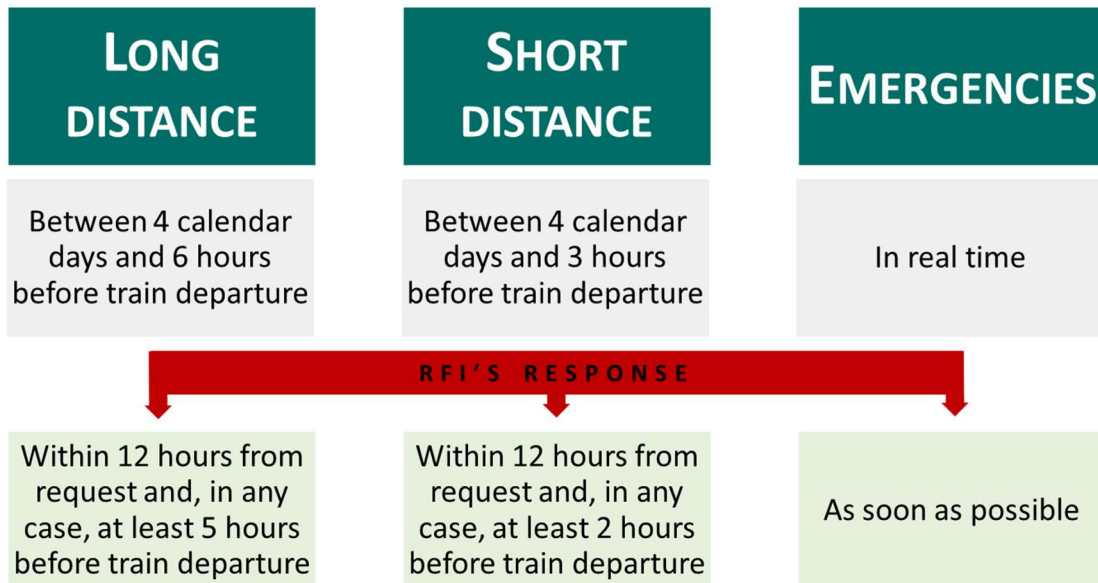 LONG
DISTANCE
SHORT
DISTANCE
EMERGENCIES
Between 4 calendar
days and 6 hours
before train departure
Between 4 calendar
days and 3 hours
before train departure
In real time
RFI'S RESPONSE
Within 12 hours from
request and, in any
case, at least 5 hours
before train departure
Within 12 hours from
request and, in any
case, at least 2 hours
before train departure
As soon as possible